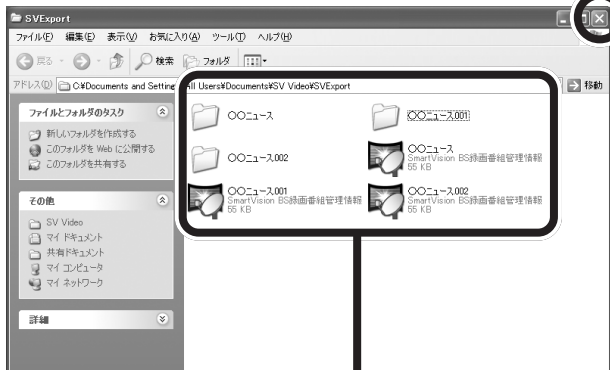 SVExport
ファイル(F) 編集(E) 表示(V) お気に入り(A) ツール(T) ヘルプ(H)
戻る 検索 フォルダ
アドレス(D) C:¥Documents and Setting All Users¥Documents¥SV Video¥SVExport 移動
ファイルとフォルダのタスク
新しいフォルダを作成する
このフォルダを Web に公開する
このフォルダを共有する
その他
SV Video
マイ ドキュメント
共有ドキュメント
マイ コンピュータ
マイ ネットワーク
詳細
○○ニュース
○○ニュース.001
○○ニュース.002
○○ニュース
SmartVision BS録画番組管理情報
55 KB
○○ニュース.001
SmartVision BS録画番組管理情報
55 KB
○○ニュース.002
SmartVision BS録画番組管理情報
55 KB